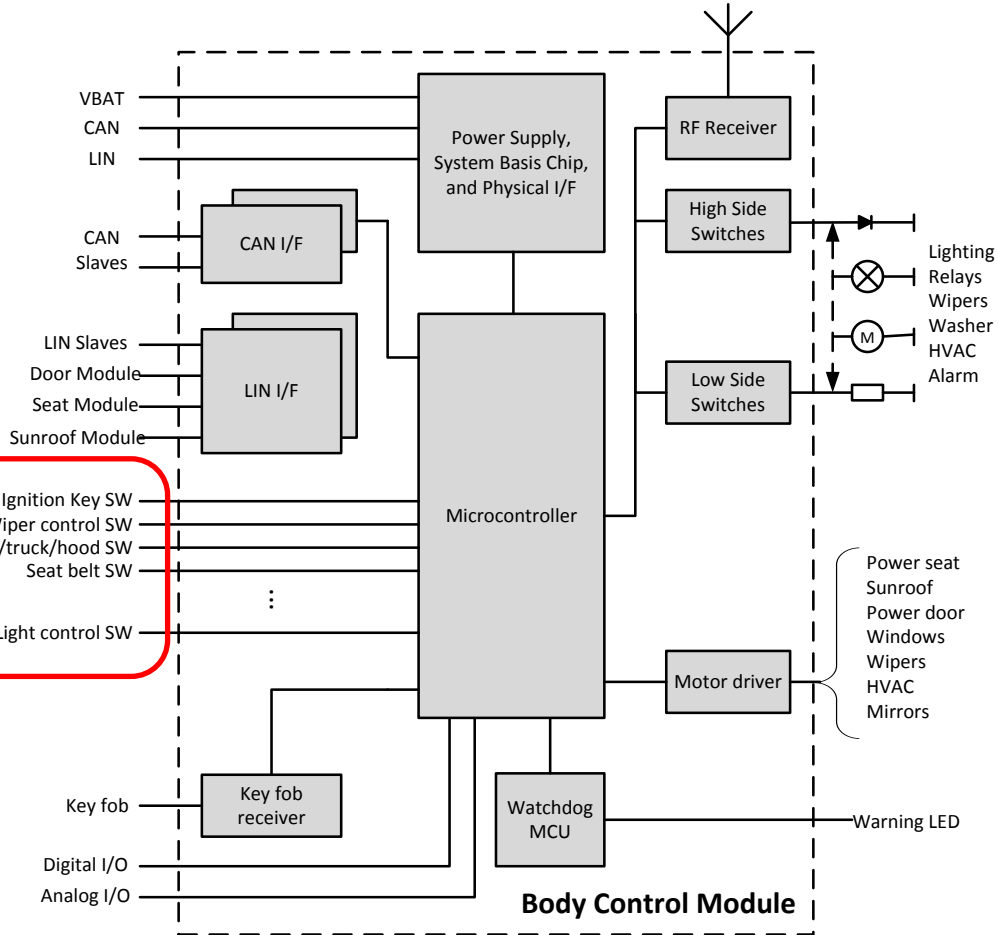 VBAT
CAN
LIN
CAN
Slaves
CAN I/F
LIN Slaves
Door Module
Seat Module
Sunroof Module
LIN I/F
Ignition Key SW
iper control SW
/truck/hood SW
Seat belt SW
Light control SW
Key fob
Key fob
receiver
Digital I/O
Analog I/O
Power Supply,
System Basis Chip,
and Physical I/F
Microcontroller
Watchdog
MCU
RF Receiver
High Side
Switches
Low Side
Switches
Motor driver
M
Lighting
Relays
Wipers
Washer
HVAC
Alarm
Power seat
Sunroof
Power door
Windows
Wipers
HVAC
Mirrors
Warning LED
Body Control Module